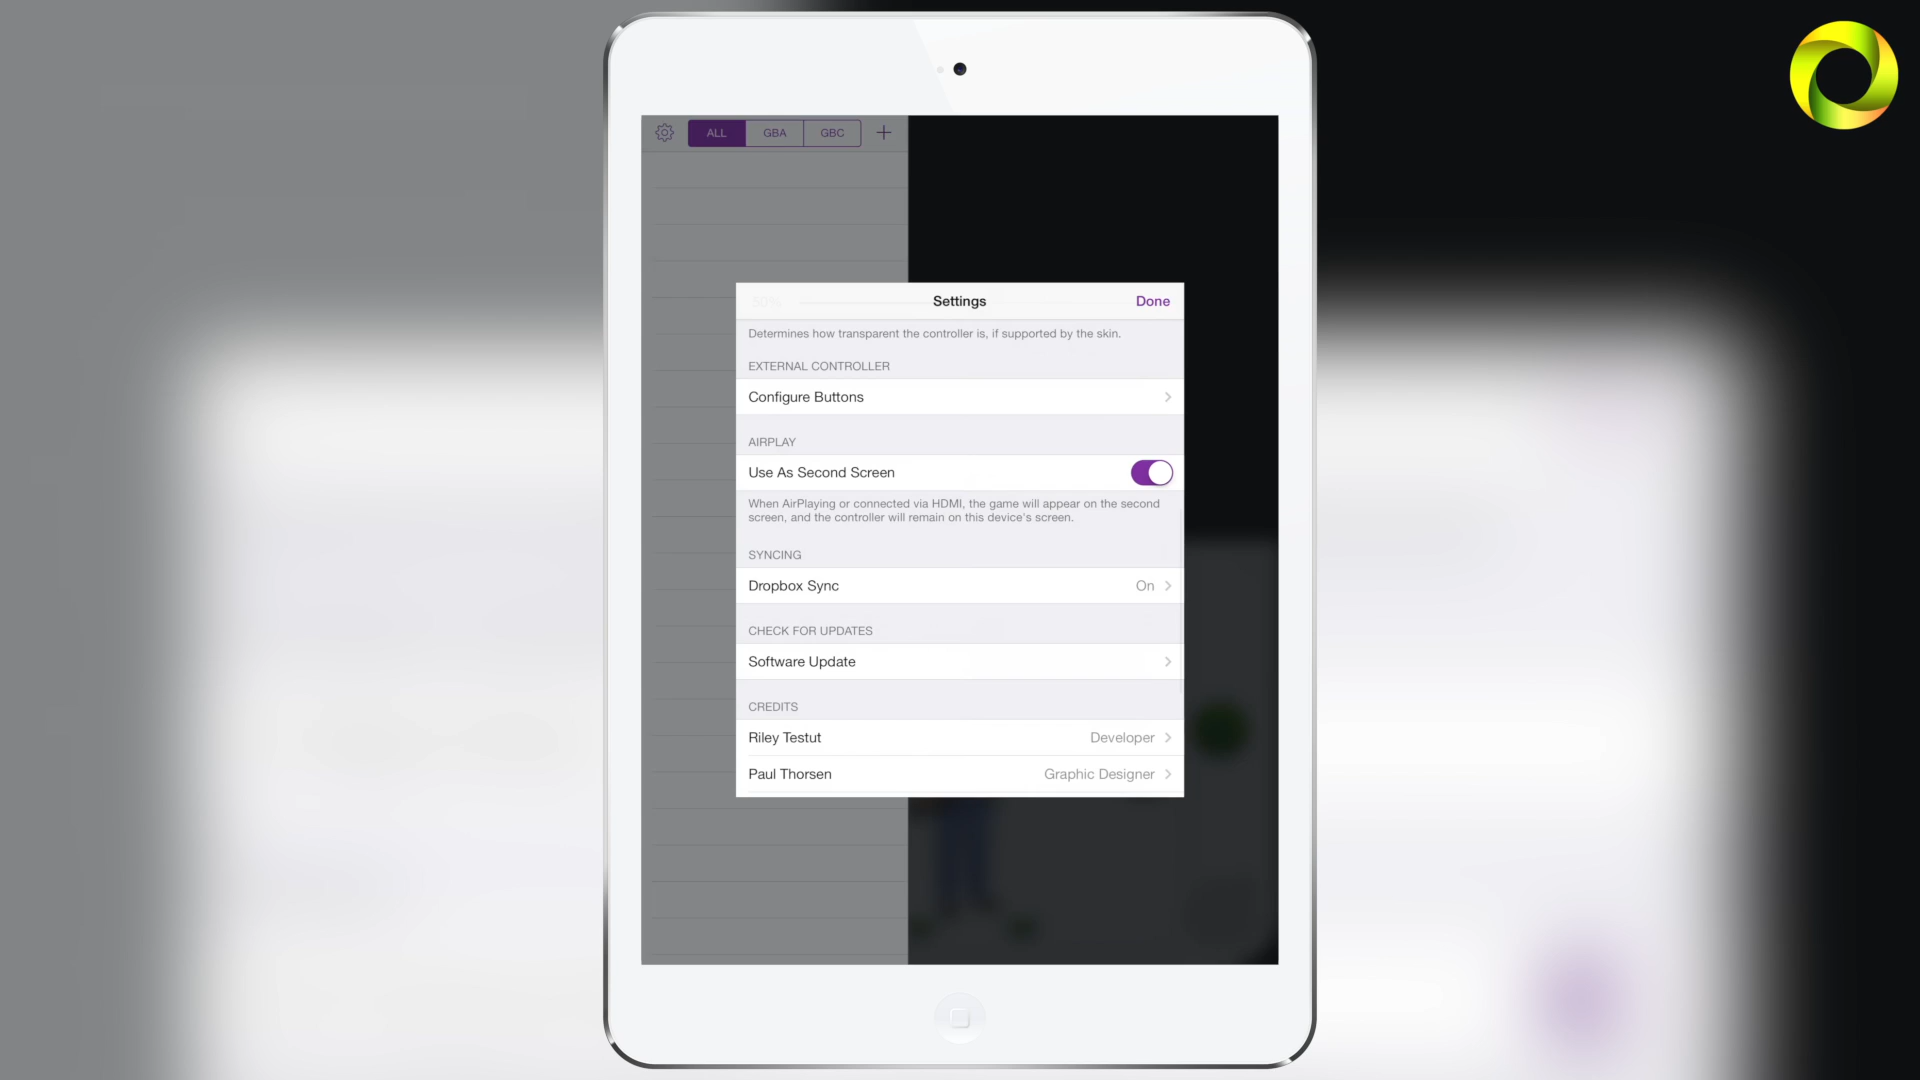 ALL GBA GBC
50%
Settings
Done
Determines how transparent the controller is, if supported by the skin.
EXTERNAL CONTROLLER
Configure Buttons
AIRPLAY
Use As Second Screen
When AirPlaying or connected via HDMI, the game will appear on the second
screen, and the controller will remain on this device's screen.
SYNCING
Dropbox Sync On
CHECK FOR UPDATES
Software Update
CREDITS
Riley Testut Developer
Paul Thorsen Graphic Designer